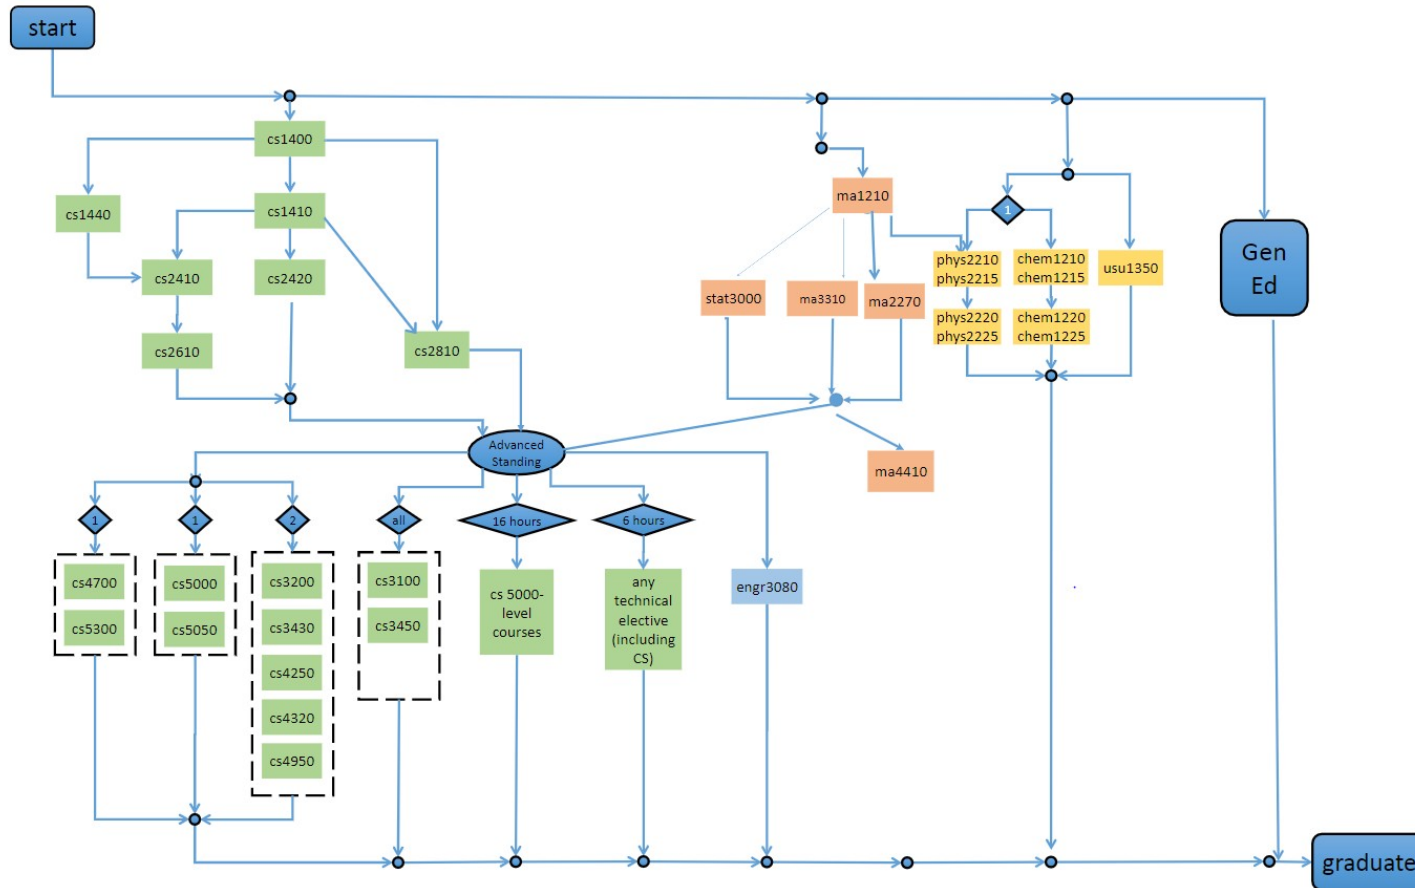 start
cs1400
cs1440
cs1410
cs2410
cs2420
cs2610
cs2810
ma1210
stat3000
ma3310
ma2270
ma4410
1
phys2210
phys2215
chem1210
chem1215
usu1350
phys2220
phys2225
chem1220
chem1225
Gen
Ed
Advanced
Standing
1
1
2
all
16 hours
6 hours
cs4700
cs5300
cs5000
cs5050
cs3200
cs3430
cs4250
cs4320
cs4950
cs3100
cs3450
cs 5000-
level
courses
any
technical
elective
(including
CS)
engr3080
graduate